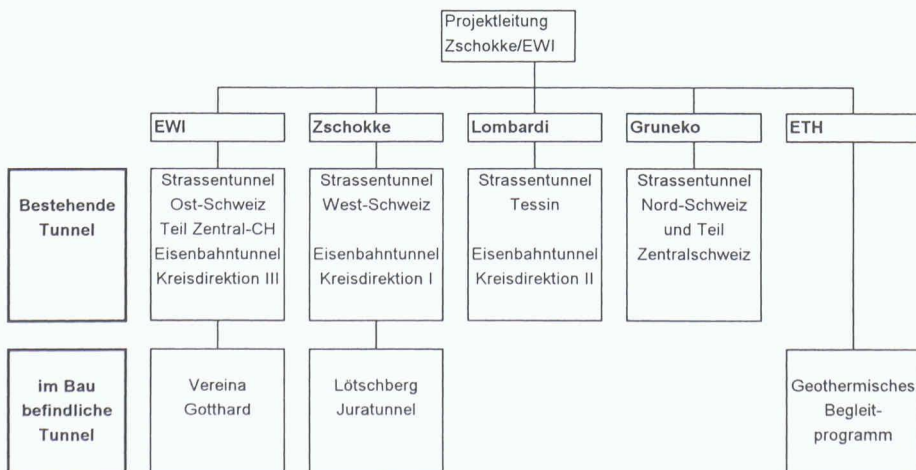 Projektleitung
Zschokke/EWI
EWI
Zschokke
Lombardi
Gruneko
ETH
Bestehende
Tunnel
Strassentunnel
Ost-Schweiz
Teil Zentral-CH
Eisenbahntunnel
Kreisdirektion III
Strassentunnel
West-Schweiz
Eisenbahntunnel
Kreisdirektion I
Strassentunnel
Tessin
Eisenbahntunnel
Kreisdirektion II
Strassentunnel
Nord-Schweiz
und Teil
Zentralschweiz
im Bau
befindliche
Tunnel
Vereina
Gotthard
Lötschberg
Juratunnel
Geothermisches
Begleit-
programm